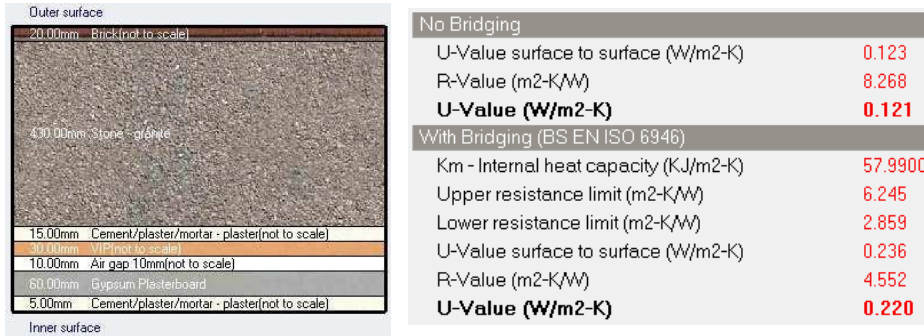 Outer surface
20.00mm Brick(not to scale)
430.00mm Stone - granite
15.00mm Cement/plaster/mortar - plaster(not to scale)
30.00mm VIP(not to scale)
10.00mm Air gap 10mm(not to scale)
60.00mm Gypsum Plasterboard
5.00mm Cement/plaster/mortar - plaster(not to scale)
Inner surface
No Bridging
U-Value surface to surface (W/m2-K) 0.123
R-Value (m2-K/W) 8.268
U-Value (W/m2-K) 0.121
With Bridging (BS EN ISO 6946)
Km - Internal heat capacity (KJ/m2-K) 57.9900
Upper resistance limit (m2-K/W) 6.245
Lower resistance limit (m2-K/W) 2.859
U-Value surface to surface (W/m2-K) 0.236
R-Value (m2-K/W) 4.552
U-Value (W/m2-K) 0.220